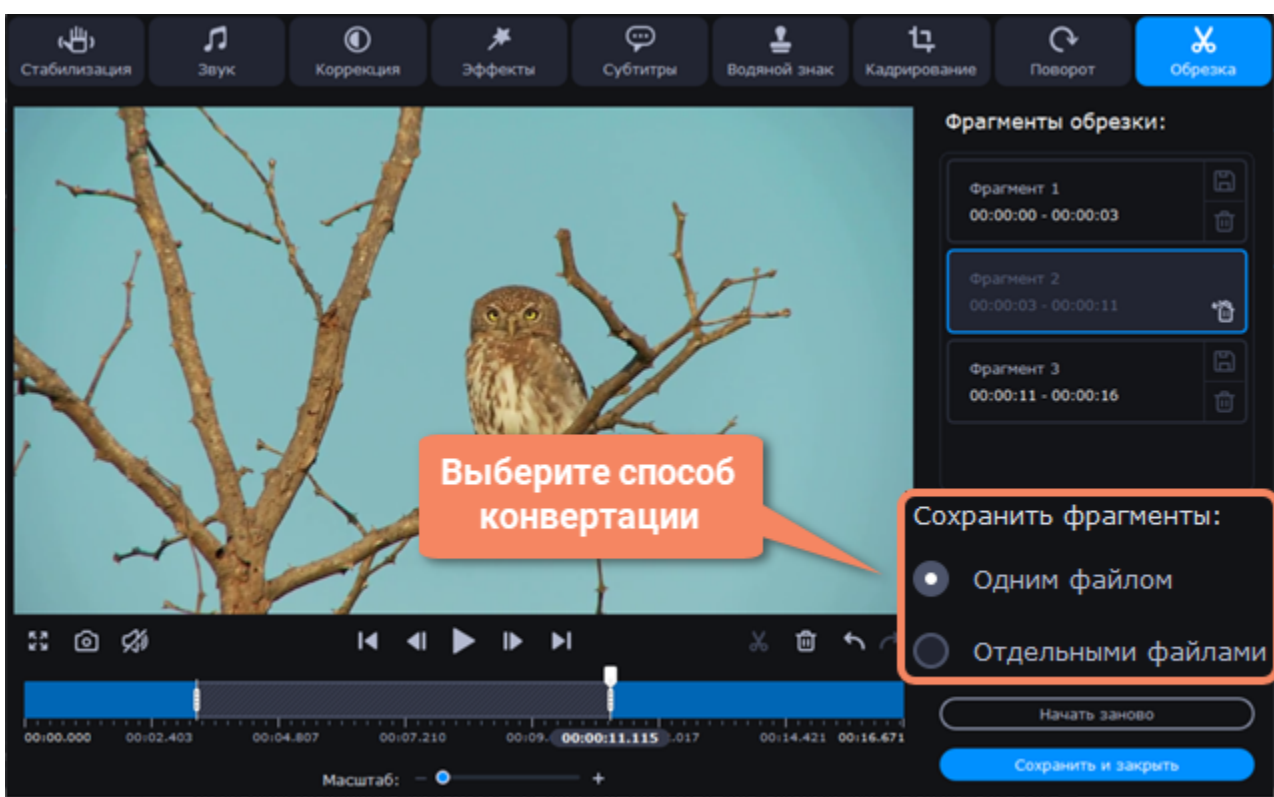 Стабилизация
Звук
Коррекция
Эффекты
Субтитры
Водяной знак
Кадрирование
Поворот
Обрезка
Фрагменты обрезки:
Фрагмент 1
00:00:00 - 00:00:03
Фрагмент 2
00:00:03 - 00:00:11
Фрагмент 3
00:00:11 - 00:00:16
Выберите способ
конвертации
Сохранить фрагменты:
Одним файлом
Отдельными файлами
00:00.000 00:02.403 00:04.807 00:07.210 00:09. 00:00:11.115 .017 00:14.421 00:16.671
Масштаб: − +
Начать заново
Сохранить и закрыть